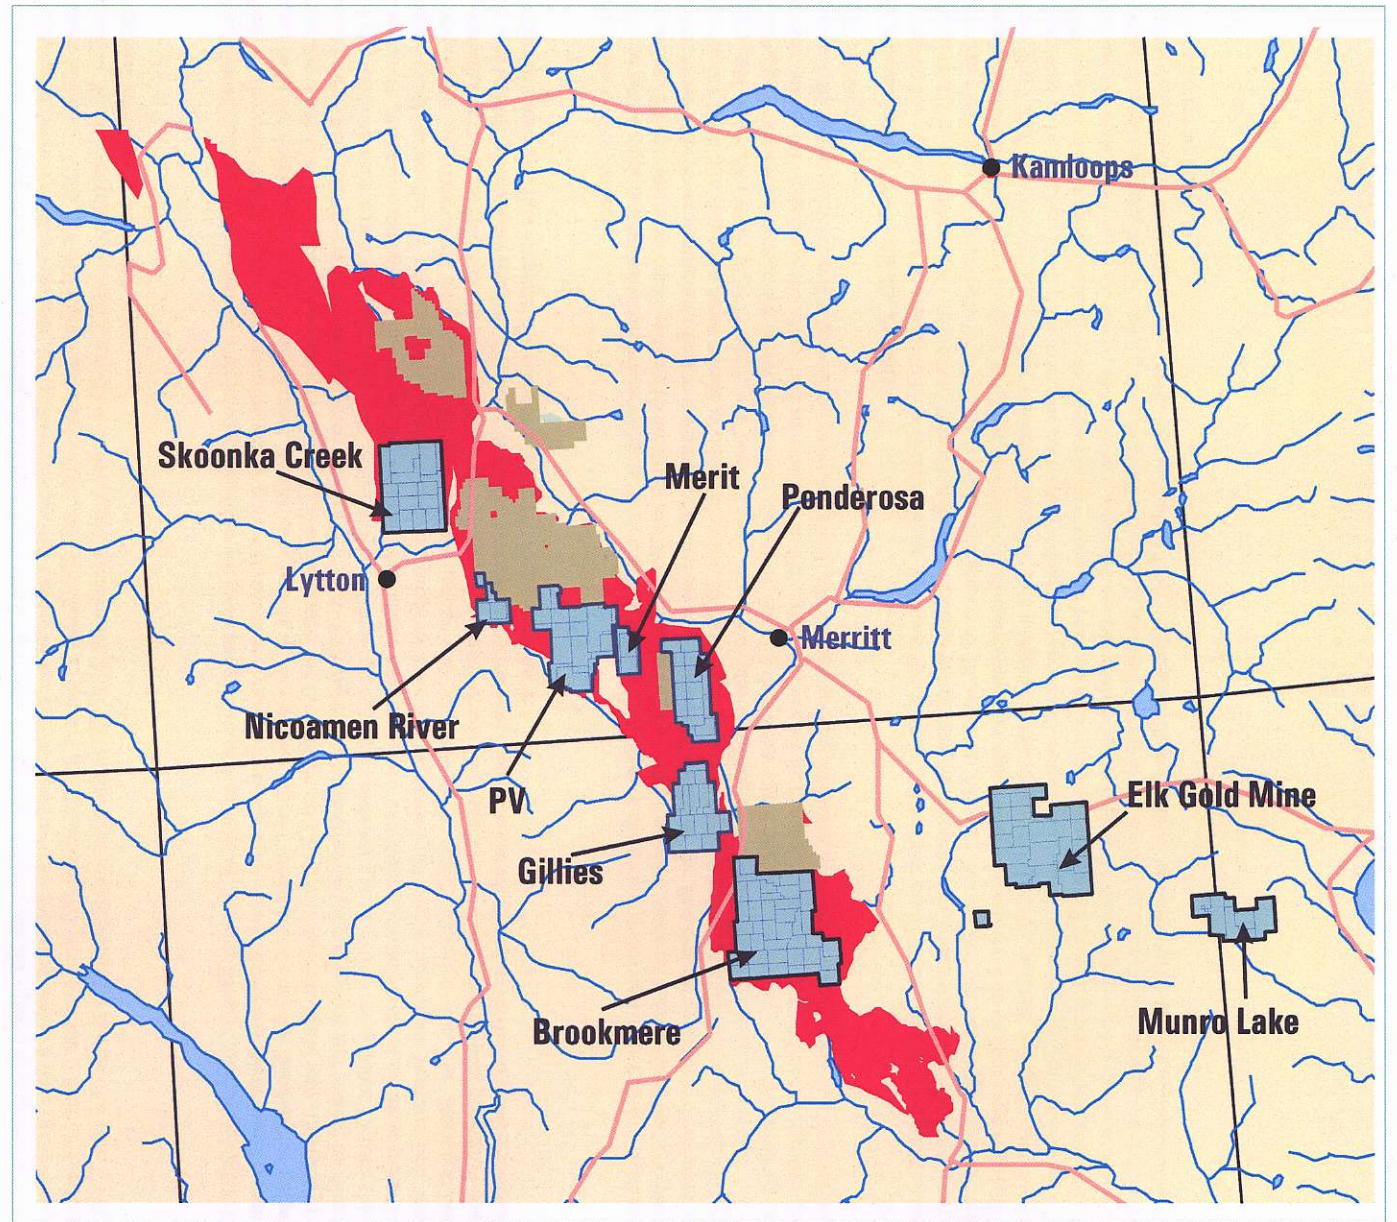 Kamloops
Skoonka Creek
Merit
Ponderosa
Lytton
Merritt
Nicoamen River
PV
Elk Gold Mine
Gillies
Munro Lake
Brookmere